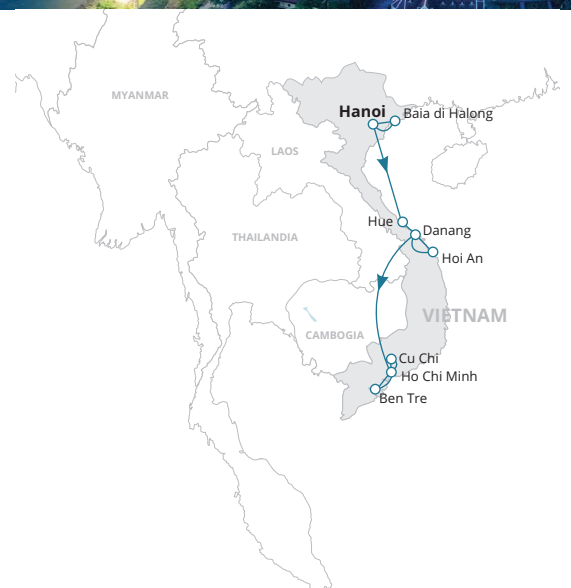 MYANMAR
Hanoi
Baia di Halong
LAOS
Hue
Danang
THAILANDIA
Hoi An
VIETNAM
CAMBOGIA
Cu Chi
Ho Chi Minh
Ben Tre